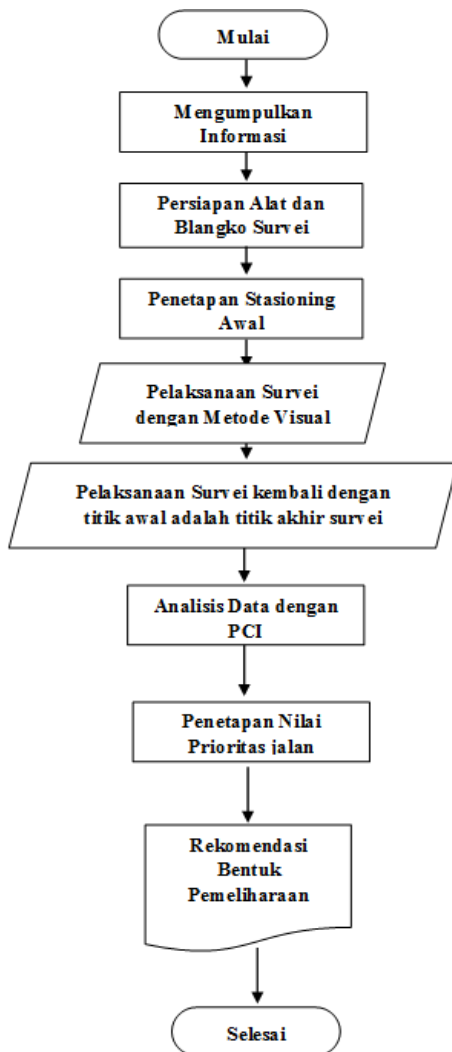 Mulai
Mengumpulkan
Informasi
Persiapan Alat dan
Blangko Survei
Penetapan Stasioning
Awal
Pelaksanaan Survei
dengan Metode Visual
Pelaksanaan Survei kembali dengan
titik awal adalah titik akhir survei
Analisis Data dengan
PCI
Penetapan Nilai
Prioritas jalan
Rekomendasi
Bentuk
Pemeliharaan
Selesai